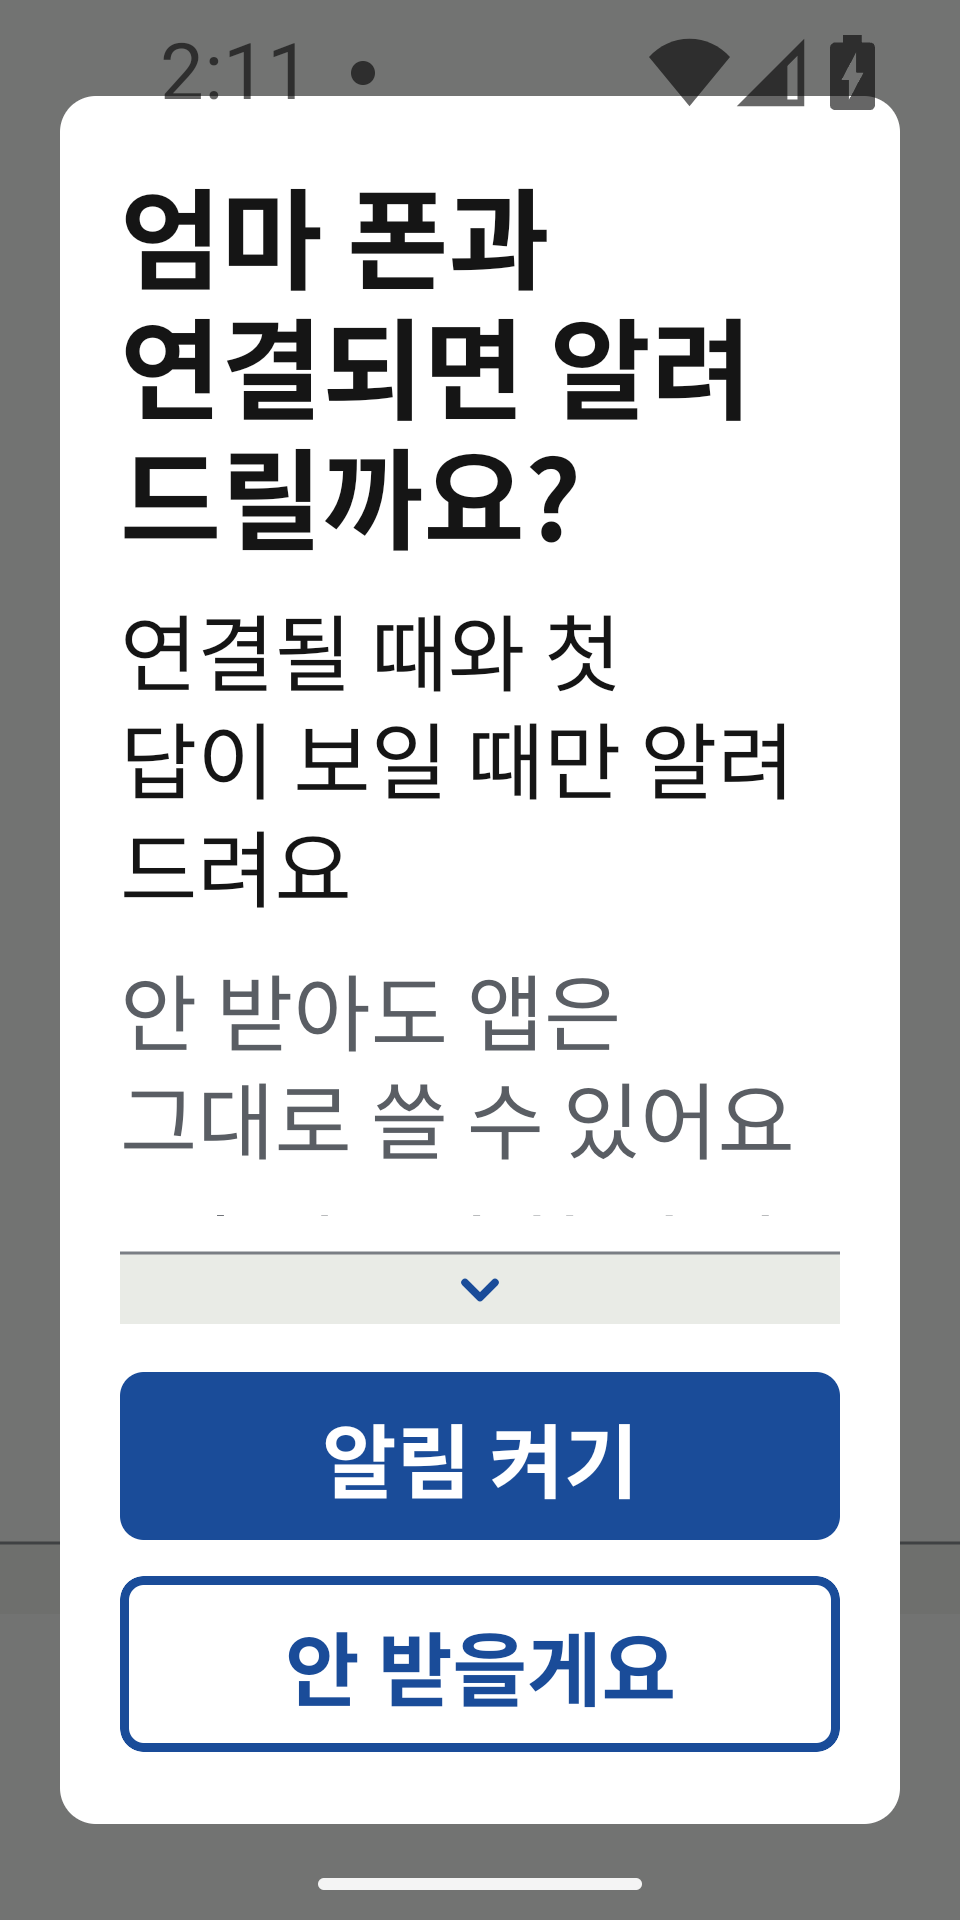 2:11
엄마 폰과
연결되면 알려
드릴까요?
연결될 때와 첫
답이 보일 때만 알려
드려요
안 받아도 앱은
그대로 쓸 수 있어요
알림 켜기
안 받을게요